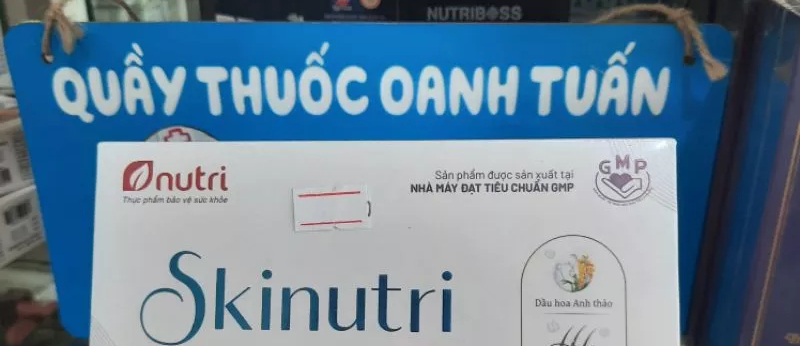 NUTRIBOSS
QUẦY THUỐC OANH TUẤN
nutri
Thực phẩm bảo vệ sức khỏe
Sản phẩm được sản xuất tại
NHÀ MÁY ĐẠT TIÊU CHUẨN GMP
GMP
Skinutri
Dầu hoa Anh thảo